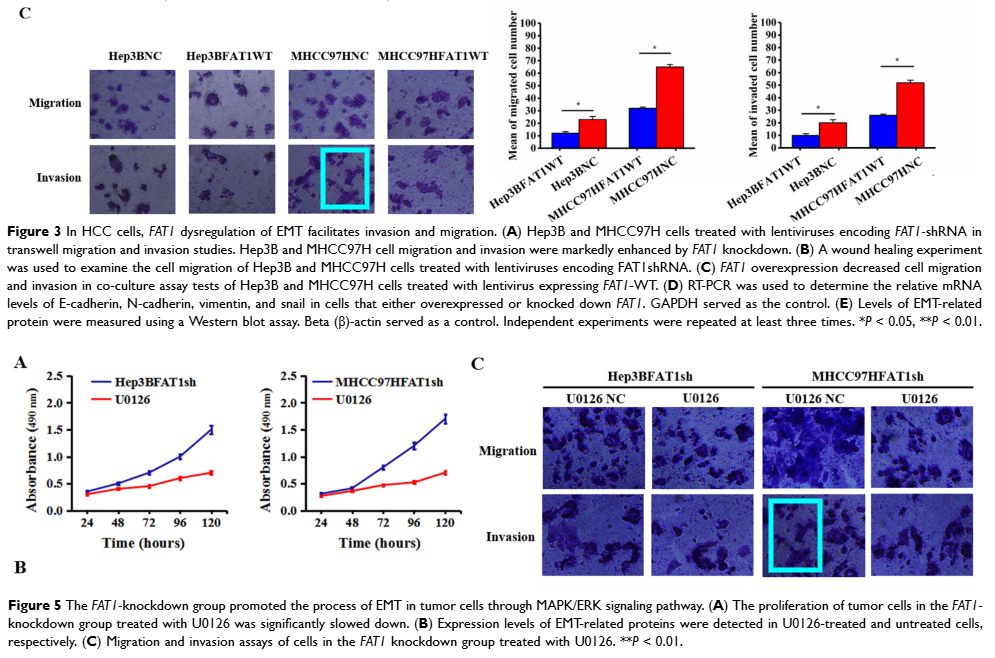 C
Hep3BNC Hep3BFAT1WT MHCC97HNC MHCC97HFAT1WT
Migration
Invasion
Mean of migrated cell number
100
90
80
70
60
50
40
30
20
10
0
*
*
Hep3BFAT1WT
Hep3BNC
MHCC97HFAT1WT
MHCC97HNC
Mean of invaded cell number
100
90
80
70
60
50
40
30
20
10
0
*
*
Hep3BFAT1WT
Hep3BNC
MHCC97HFAT1WT
MHCC97HNC
Figure 3 In HCC cells, FAT1 dysregulation of EMT facilitates invasion and migration. (A) Hep3B and MHCC97H cells treated with lentiviruses encoding FAT1-shRNA in
transwell migration and invasion studies. Hep3B and MHCC97H cell migration and invasion were markedly enhanced by FAT1 knockdown. (B) A wound healing experiment
was used to examine the cell migration of Hep3B and MHCC97H cells treated with lentiviruses encoding FAT1shRNA. (C) FAT1 overexpression decreased cell migration
and invasion in co-culture assay tests of Hep3B and MHCC97H cells treated with lentivirus expressing FAT1-WT. (D) RT-PCR was used to determine the relative mRNA
levels of E-cadherin, N-cadherin, vimentin, and snail in cells that either overexpressed or knocked down FAT1. GAPDH served as the control. (E) Levels of EMT-related
protein were measured using a Western blot assay. Beta (β)-actin served as a control. Independent experiments were repeated at least three times. *P < 0.05, **P < 0.01.
A
Hep3BFAT1sh
U0126
Absorbance (490 nm)
2.5
2.0
1.5
1.0
0.5
0.0
24 48 72 96 120
Time (hours)
MHCC97HFAT1sh
U0126
Absorbance (490 nm)
2.5
2.0
1.5
1.0
0.5
0.0
24 48 72 96 120
Time (hours)
B
C
Hep3BFAT1sh MHCC97HFAT1sh
U0126 NC U0126 U0126 NC U0126
Migration
Invasion
Figure 5 The FAT1-knockdown group promoted the process of EMT in tumor cells through MAPK/ERK signaling pathway. (A) The proliferation of tumor cells in the FAT1-
knockdown group treated with U0126 was significantly slowed down. (B) Expression levels of EMT-related proteins were detected in U0126-treated and untreated cells,
respectively. (C) Migration and invasion assays of cells in the FAT1 knockdown group treated with U0126. **P < 0.01.